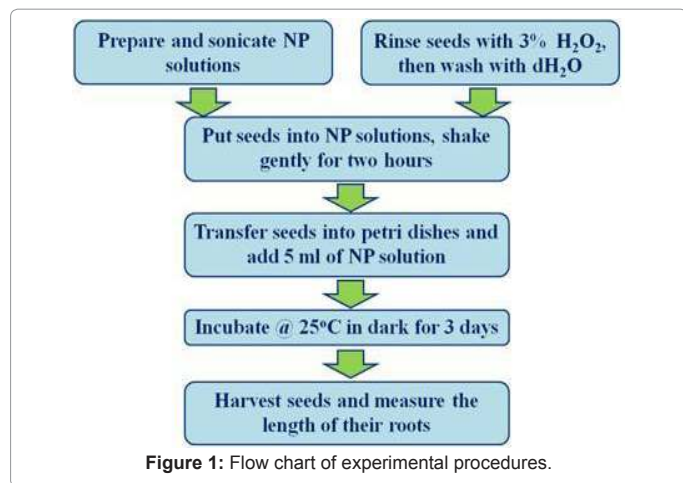 Prepare and sonicate NP
solutions
Rinse seeds with 3% H₂O₂,
then wash with dH₂O
Put seeds into NP solutions, shake
gently for two hours
Transfer seeds into petri dishes and
add 5 ml of NP solution
Incubate @ 25°C in dark for 3 days
Harvest seeds and measure the
length of their roots
Figure 1: Flow chart of experimental procedures.